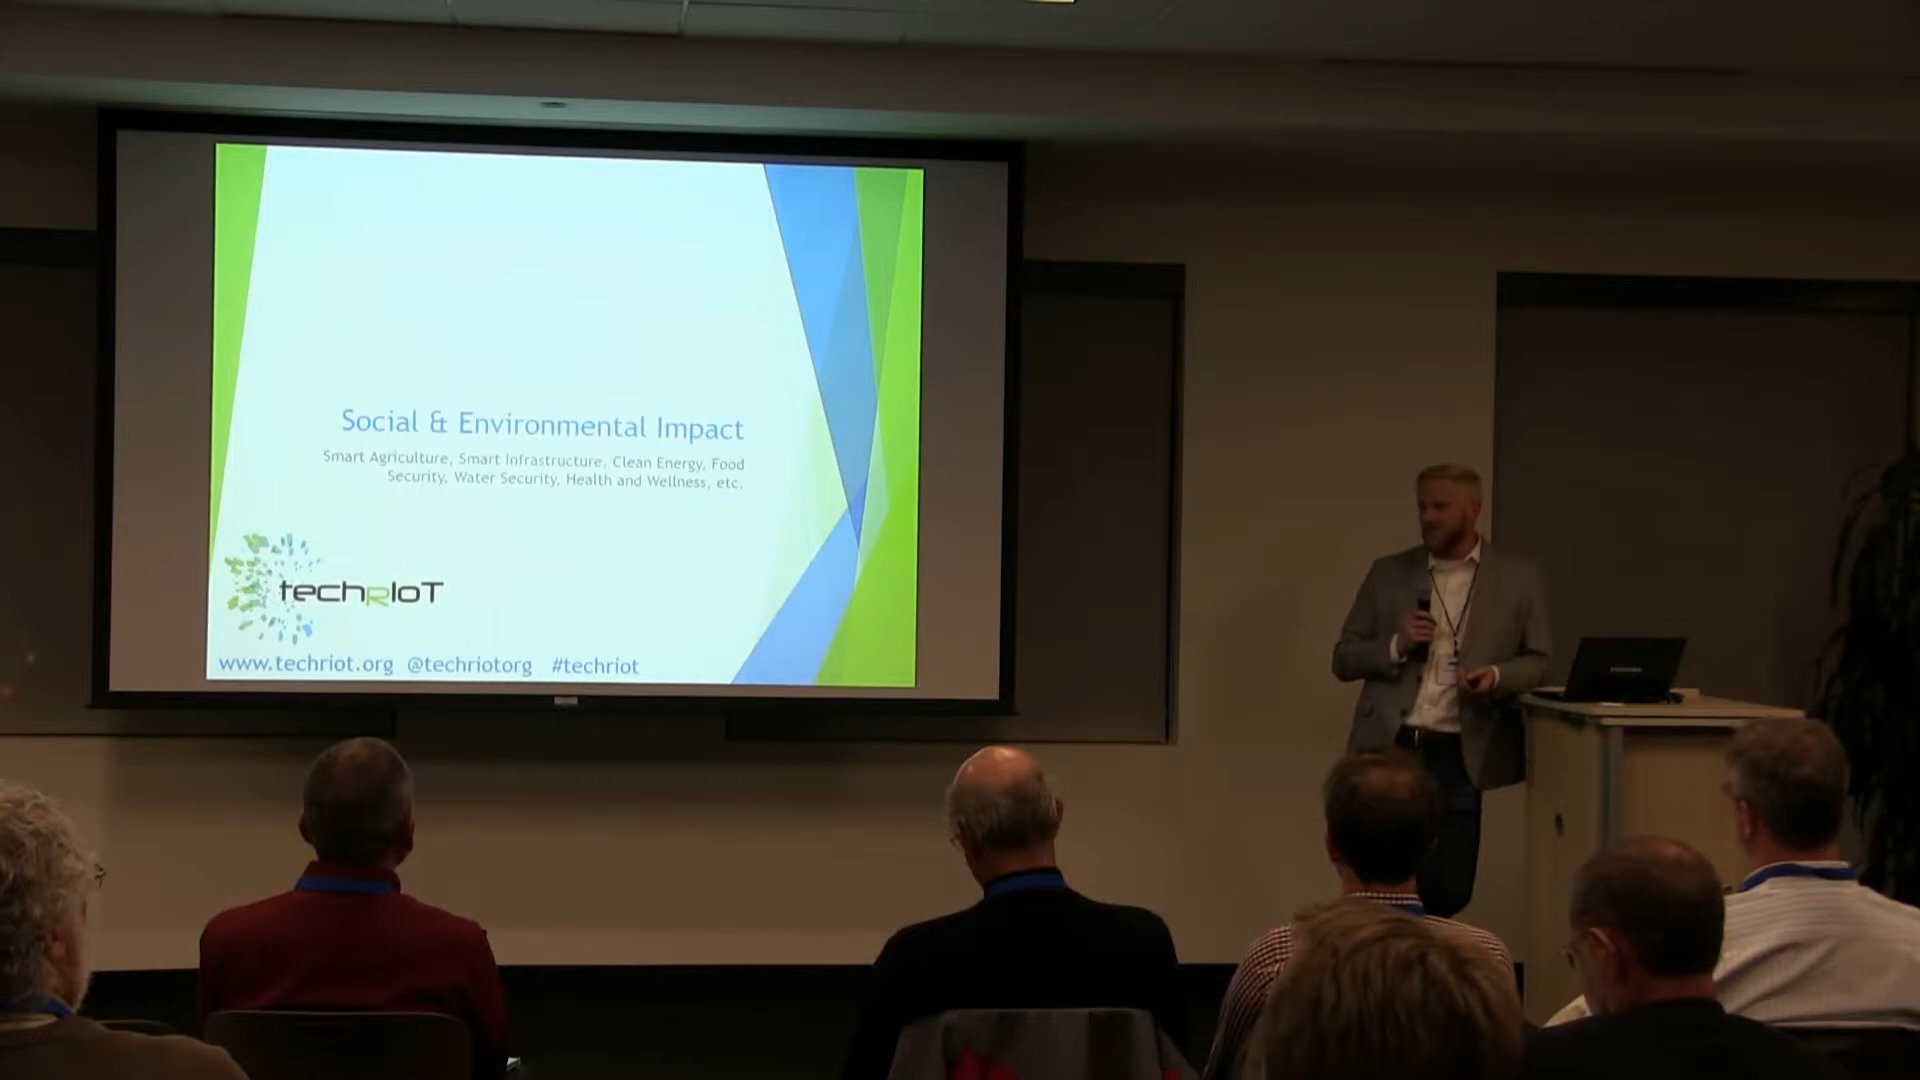 Social & Environmental Impact
Smart Agriculture, Smart Infrastructure, Clean Energy, Food
Security, Water Security, Health and Wellness, etc.
techRIoT
www.techriot.org @techriotorg #techriot